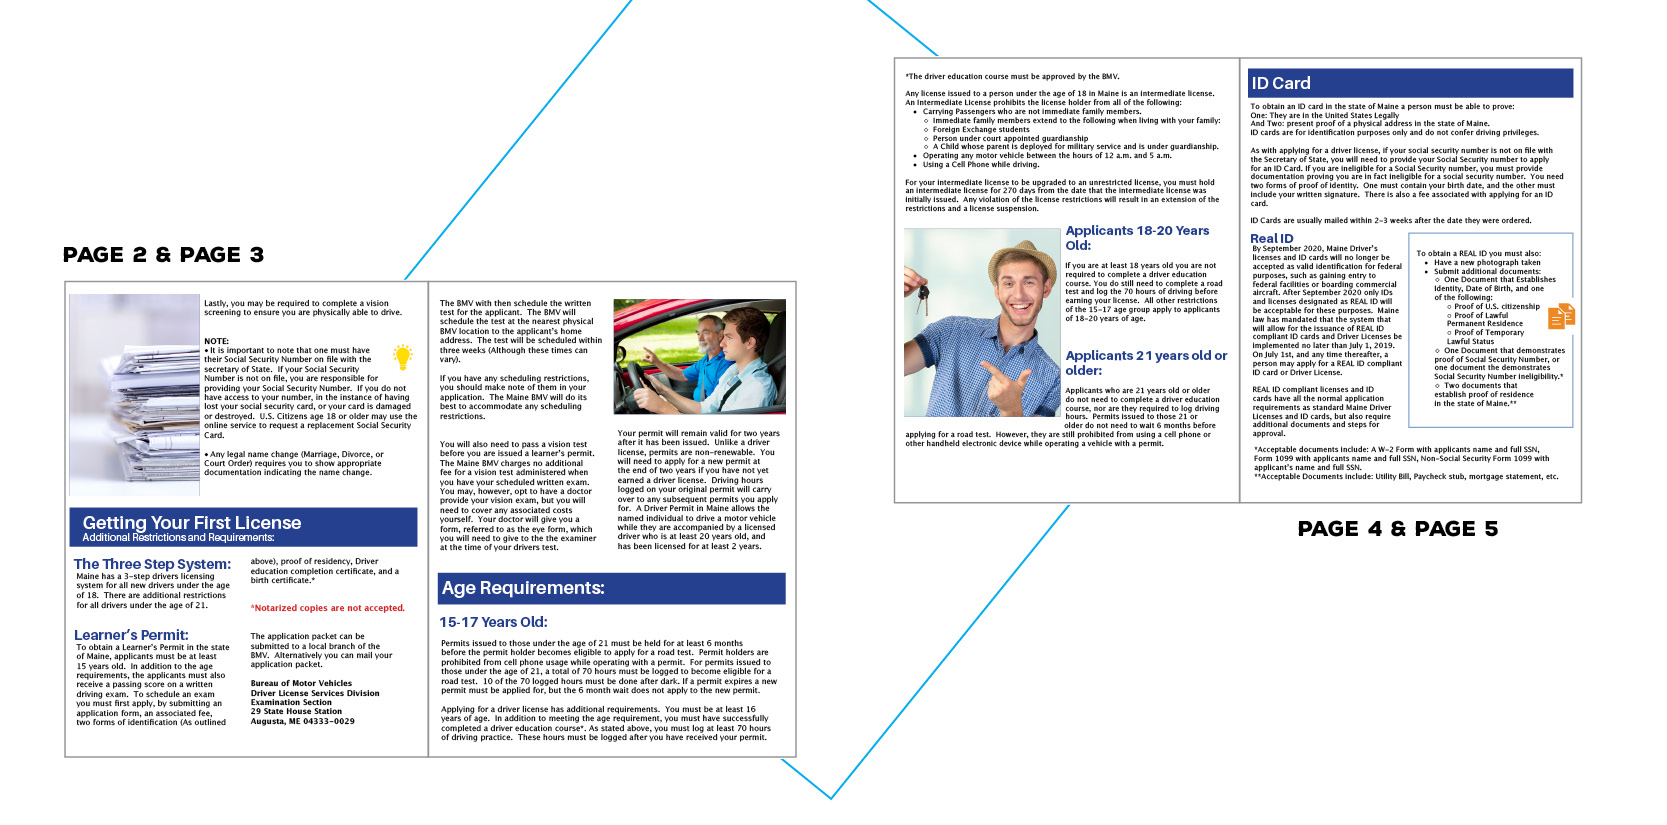 PAGE 2 & PAGE 3
Lastly, you may be required to complete a vision
screening to ensure you are physically able to drive.
NOTE:
• It is important to note that one must have
their Social Security Number on file with the
secretary of State. If your Social Security
Number is not on file, you are responsible for
providing your Social Security Number. If you do not
have access to your number, in the instance of having
lost your social security card, or your card is damaged
or destroyed. U.S. Citizens age 18 or older may use the
online service to request a replacement Social Security
Card.
• Any legal name change (Marriage, Divorce, or
Court Order) requires you to show appropriate
documentation indicating the name change.
Getting Your First License
Additional Restrictions and Requirements:
The Three Step System:
Maine has a 3-step drivers licensing
system for all new drivers under the age
of 18. There are additional restrictions
for all drivers under the age of 21.
Learner's Permit:
To obtain a Learner's Permit in the state
of Maine, applicants must be at least
15 years old. In addition to the age
requirements, the applicants must also
receive a passing score on a written
driving exam. To schedule an exam
you must first apply, by submitting an
application form, an associated fee,
two forms of identification (As outlined
above), proof of residency, Driver
education completion certificate, and a
birth certificate.*
*Notarized copies are not accepted.
The application packet can be
submitted to a local branch of the
BMV. Alternatively you can mail your
application packet.
Bureau of Motor Vehicles
Driver License Services Division
Examination Section
29 State House Station
Augusta, ME 04333-0029
The BMV with then schedule the written
test for the applicant. The BMV will
schedule the test at the nearest physical
BMV location to the applicant's home
address. The test will be scheduled within
three weeks (Although these times can
vary).
If you have any scheduling restrictions,
you should make note of them in your
application. The Maine BMV will do its
best to accommodate any scheduling
restrictions.
You will also need to pass a vision test
before you are issued a learner's permit.
The Maine BMV charges no additional
fee for a vision test administered when
you have your scheduled written exam.
You may, however, opt to have a doctor
provide your vision exam, but you will
need to cover any associated costs
yourself. Your doctor will give you a
form, referred to as the eye form, which
you will need to give to the the examiner
at the time of your drivers test.
Your permit will remain valid for two years
after it has been issued. Unlike a driver
license, permits are non-renewable. You
will need to apply for a new permit at
the end of two years if you have not yet
earned a driver license. Driving hours
logged on your original permit will carry
over to any subsequent permits you apply
for. A Driver Permit in Maine allows the
named individual to drive a motor vehicle
while they are accompanied by a licensed
driver who is at least 20 years old, and
has been licensed for at least 2 years.
Age Requirements:
15-17 Years Old:
Permits issued to those under the age of 21 must be held for at least 6 months
before the permit holder becomes eligible to apply for a road test. Permit holders are
prohibited from cell phone usage while operating with a permit. For permits issued to
those under the age of 21, a total of 70 hours must be logged to become eligible for a
road test. 10 of the 70 logged hours must be done after dark. If a permit expires a new
permit must be applied for, but the 6 month wait does not apply to the new permit.
Applying for a driver license has additional requirements. You must be at least 16
years of age. In addition to meeting the age requirement, you must have successfully
completed a driver education course*. As stated above, you must log at least 70 hours
of driving practice. These hours must be logged after you have received your permit.
*The driver education course must be approved by the BMV.
Any license issued to a person under the age of 18 in Maine is an intermediate license.
An Intermediate License prohibits the license holder from all of the following:
• Carrying Passengers who are not immediate family members.
○ Immediate family members extend to the following when living with your family:
○ Foreign Exchange students
○ Person under court appointed guardianship
○ A Child whose parent is deployed for military service and is under guardianship.
• Operating any motor vehicle between the hours of 12 a.m. and 5 a.m.
• Using a Cell Phone while driving.
For your intermediate license to be upgraded to an unrestricted license, you must hold
an intermediate license for 270 days from the date that the intermediate license was
initially issued. Any violation of the license restrictions will result in an extension of the
restrictions and a license suspension.
Applicants 18-20 Years
Old:
If you are at least 18 years old you are not
required to complete a driver education
course. You do still need to complete a road
test and log the 70 hours of driving before
earning your license. All other restrictions
of the 15-17 age group apply to applicants
of 18-20 years of age.
Applicants 21 years old or
older:
Applicants who are 21 years old or older
do not need to complete a driver education
course, nor are they required to log driving
hours. Permits issued to those 21 or
older do not need to wait 6 months before
applying for a road test. However, they are still prohibited from using a cell phone or
other handheld electronic device while operating a vehicle with a permit.
ID Card
To obtain an ID card in the state of Maine a person must be able to prove:
One: They are in the United States Legally
And Two: present proof of a physical address in the state of Maine.
ID cards are for identification purposes only and do not confer driving privileges.
As with applying for a driver license, if your social security number is not on file with
the Secretary of State, you will need to provide your Social Security number to apply
for an ID Card. If you are ineligible for a Social Security number, you must provide
documentation proving you are in fact ineligible for a social security number. You need
two forms of proof of identity. One must contain your birth date, and the other must
include your written signature. There is also a fee associated with applying for an ID
card.
ID Cards are usually mailed within 2-3 weeks after the date they were ordered.
Real ID
By September 2020, Maine Driver's
licenses and ID cards will no longer be
accepted as valid identification for federal
purposes, such as gaining entry to
federal facilities or boarding commercial
aircraft. After September 2020 only IDs
and licenses designated as REAL ID will
be acceptable for these purposes. Maine
law has mandated that the system that
will allow for the issuance of REAL ID
compliant ID cards and Driver Licenses be
implemented no later than July 1, 2019.
On July 1st, and any time thereafter, a
person may apply for a REAL ID compliant
ID card or Driver License.
REAL ID compliant licenses and ID
cards have all the normal application
requirements as standard Maine Driver
Licenses and ID cards, but also require
additional documents and steps for
approval.
To obtain a REAL ID you must also:
• Have a new photograph taken
• Submit additional documents:
○ One Document that Establishes
Identity, Date of Birth, and one
of the following:
○ Proof of U.S. citizenship
○ Proof of Lawful
Permanent Residence
○ Proof of Temporary
Lawful Status
○ One Document that demonstrates
proof of Social Security Number, or
one document the demonstrates
Social Security Number ineligibility.*
○ Two documents that
establish proof of residence
in the state of Maine.**
*Acceptable documents include: A W-2 Form with applicants name and full SSN,
Form 1099 with applicants name and full SSN, Non-Social Security Form 1099 with
applicant's name and full SSN.
**Acceptable Documents include: Utility Bill, Paycheck stub, mortgage statement, etc.
PAGE 4 & PAGE 5